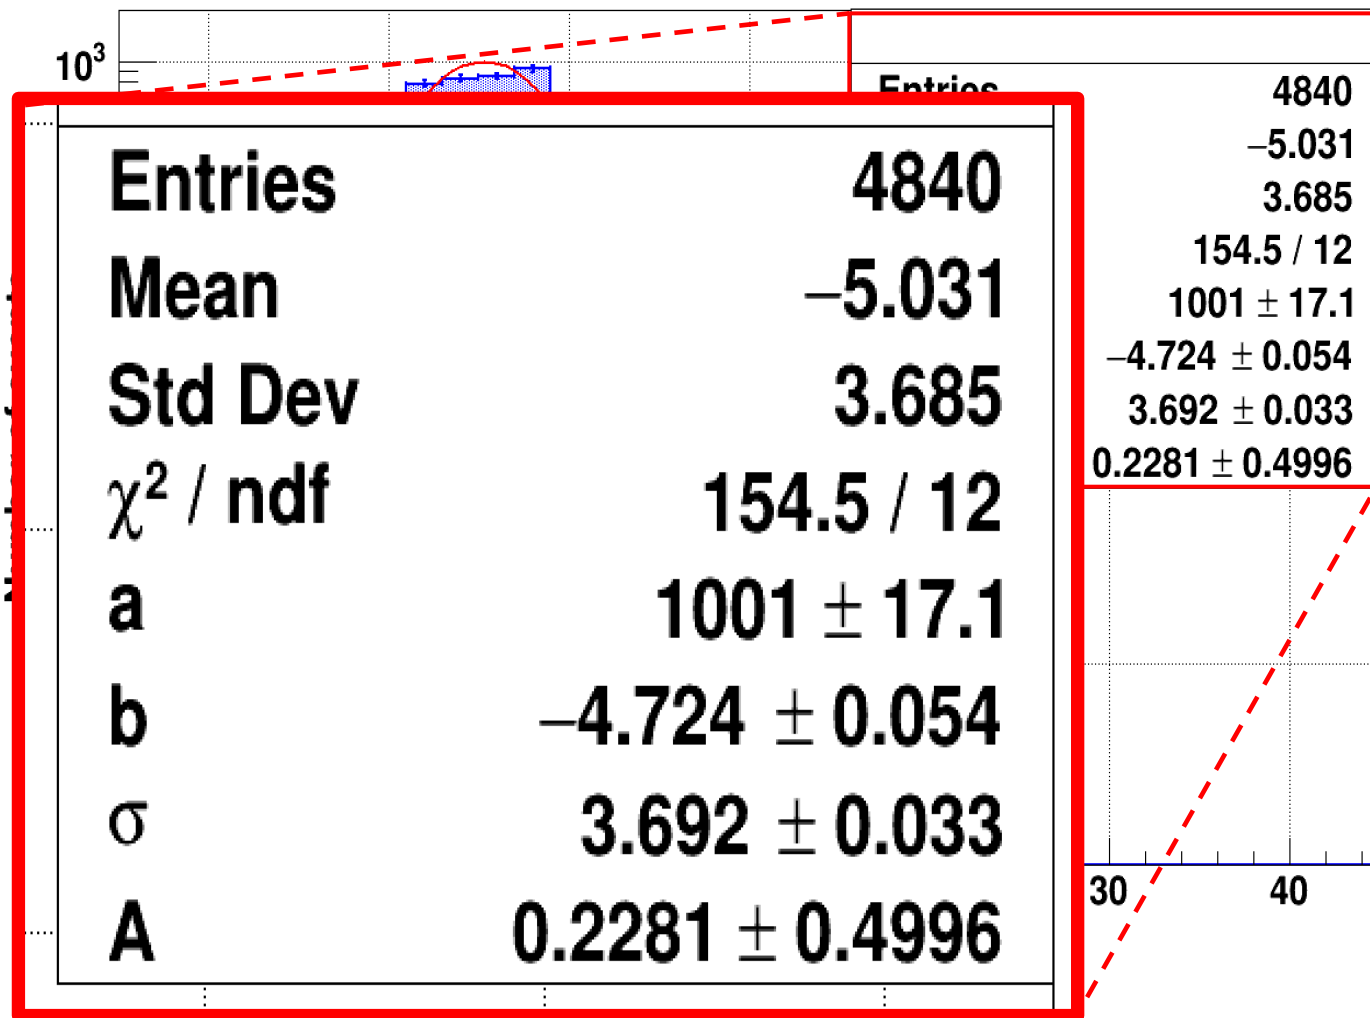 10³
Entries 4840
–5.031
3.685
154.5 / 12
1001 ± 17.1
–4.724 ± 0.054
3.692 ± 0.033
0.2281 ± 0.4996
Entries 4840
Mean –5.031
Std Dev 3.685
χ² / ndf 154.5 / 12
a 1001 ± 17.1
b –4.724 ± 0.054
σ 3.692 ± 0.033
A 0.2281 ± 0.4996
30 40